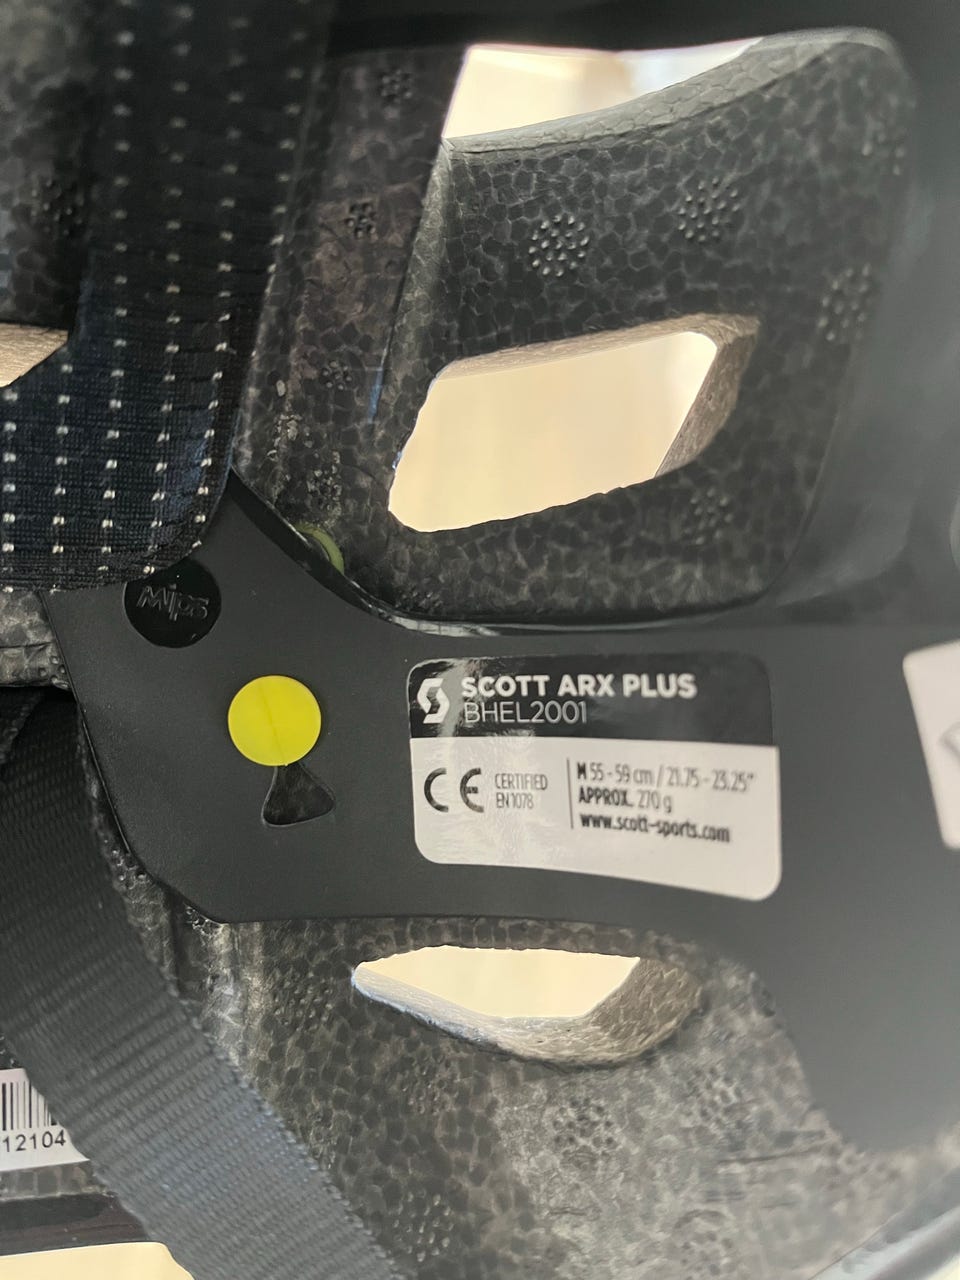 Mips
SCOTT ARX PLUS
BHEL2001
CE
CERTIFIED
EN1078
M 55 - 59 cm / 21.75 - 23.25"
APPROX. 270 g
www.scott-sports.com
12104